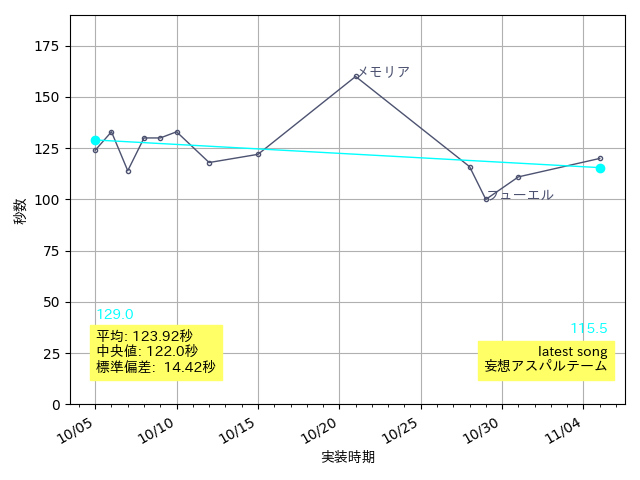 175
150
125
100
75
50
25
0
秒数
メモリア
フューエル
129.0
平均: 123.92秒
中央値: 122.0秒
標準偏差: 14.42秒
115.5
latest song
妄想アスパルテーム
10/05
10/10
10/15
10/20
10/25
10/30
11/04
実装時期